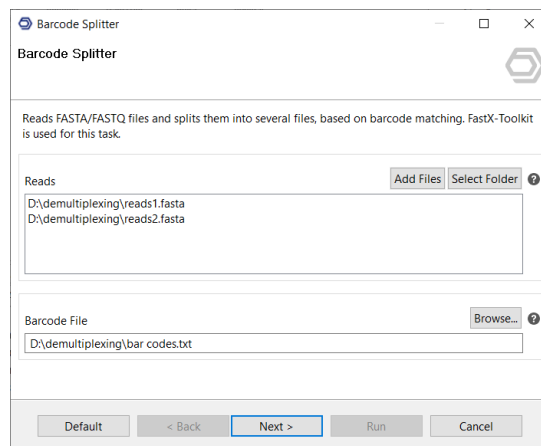 Barcode Splitter
Barcode Splitter
Reads FASTA/FASTQ files and splits them into several files, based on barcode matching. FastX-Toolkit
is used for this task.
Reads
Add Files
Select Folder
?
D:\demultiplexing\reads1.fasta
D:\demultiplexing\reads2.fasta
Barcode File
Browse...
?
D:\demultiplexing\bar codes.txt
Default
< Back
Next >
Run
Cancel